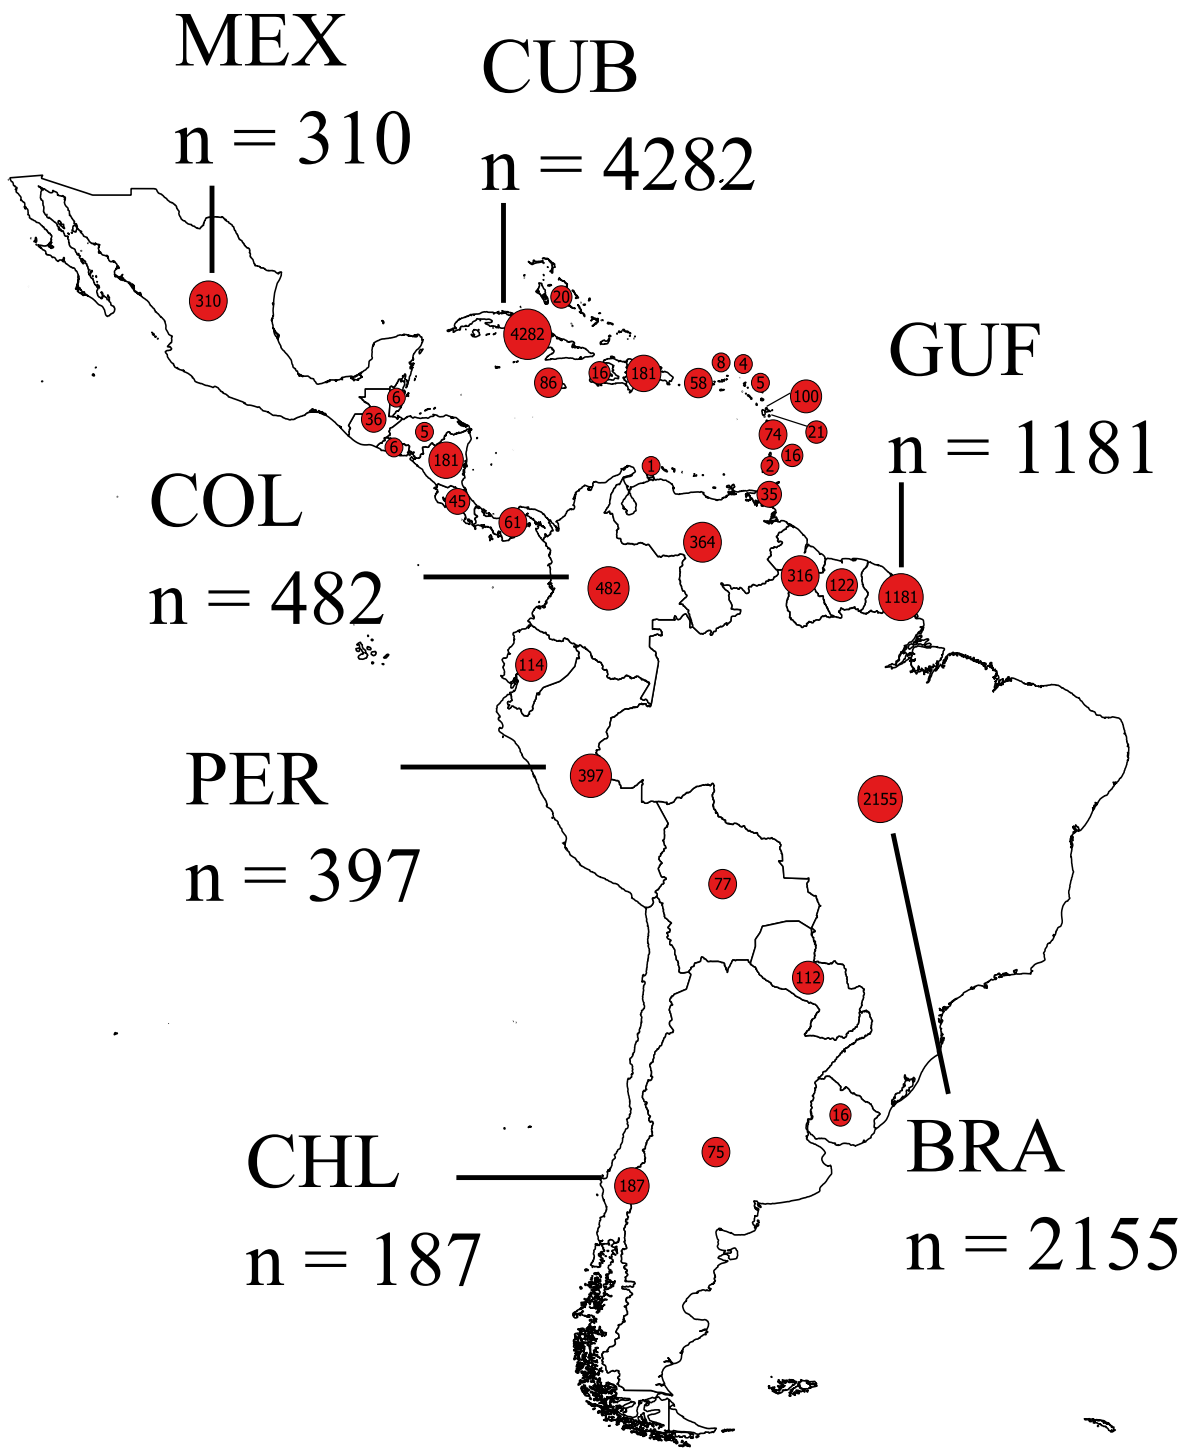 MEX
n = 310
CUB
n = 4282
20
310
4282
GUF
n = 1181
8
4
16
181
5
86
58
6
100
36
5
21
74
6
16
181
1
2
COL
n = 482
35
45
61
364
316
122
482
1181
114
PER
n = 397
397
2155
77
112
16
CHL
n = 187
75
187
BRA
n = 2155